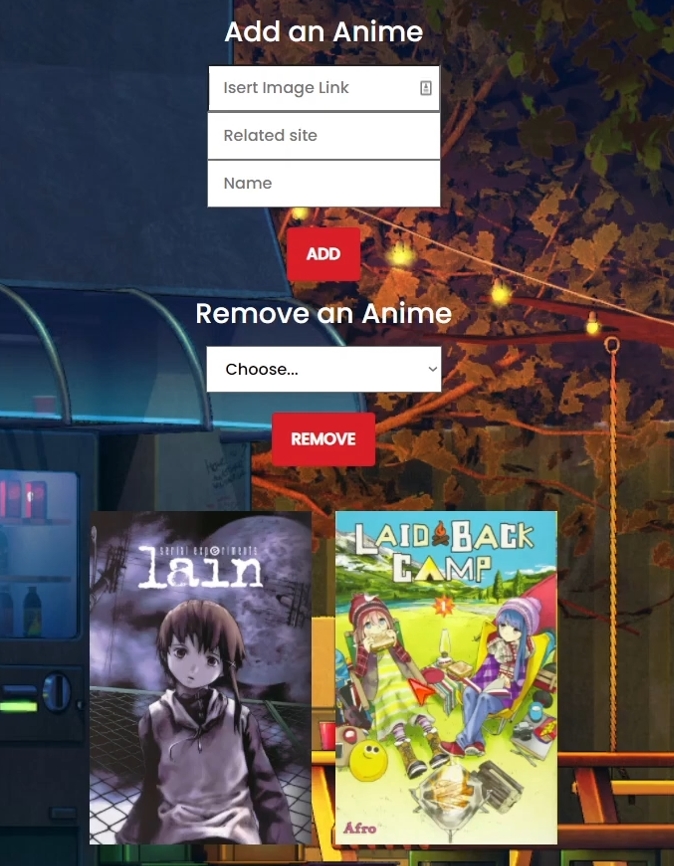 Add an Anime
Isert Image Link
Related site
Name
ADD
Remove an Anime
Choose...
REMOVE
serial experiments
lain
LAID BACK
CAMP
1
Afro